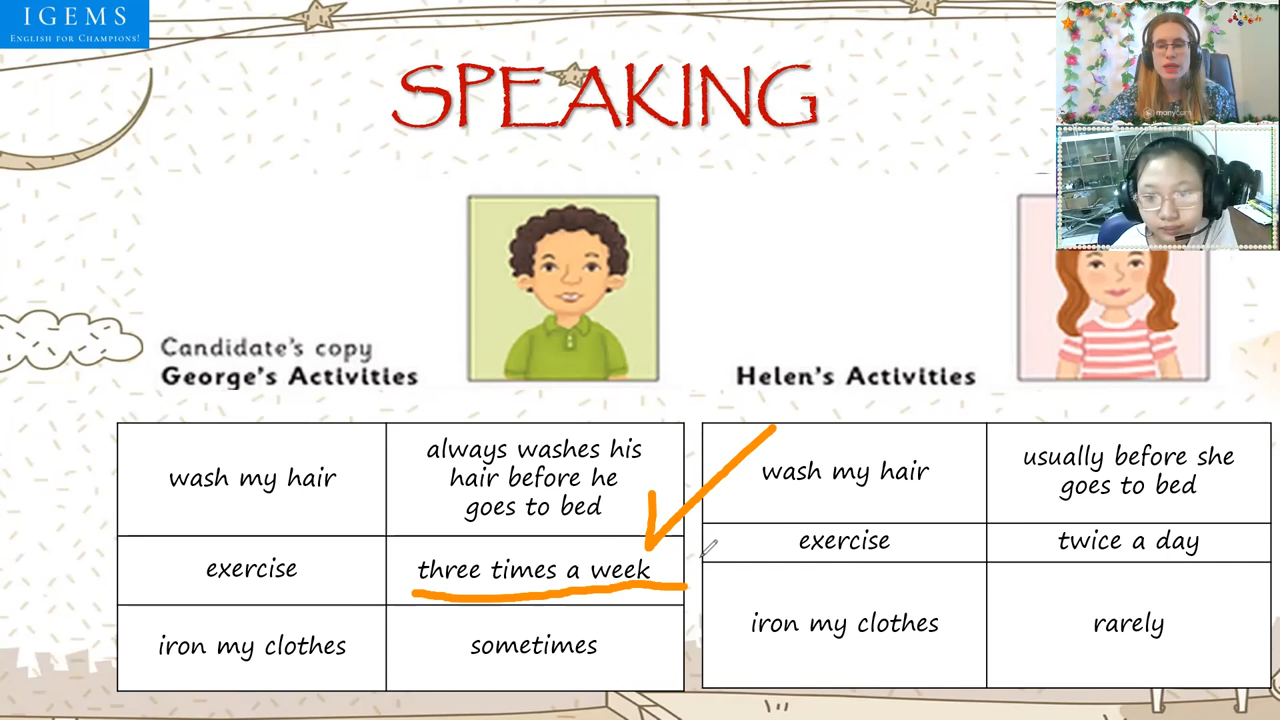 IGEMS
ENGLISH FOR CHAMPIONS!
SPEAKING
manycam
Candidate's copy
George's Activities
Helen's Activities
wash my hair
always washes his
hair before he
goes to bed
exercise
three times a week
iron my clothes
sometimes
wash my hair
usually before she
goes to bed
exercise
twice a day
iron my clothes
rarely